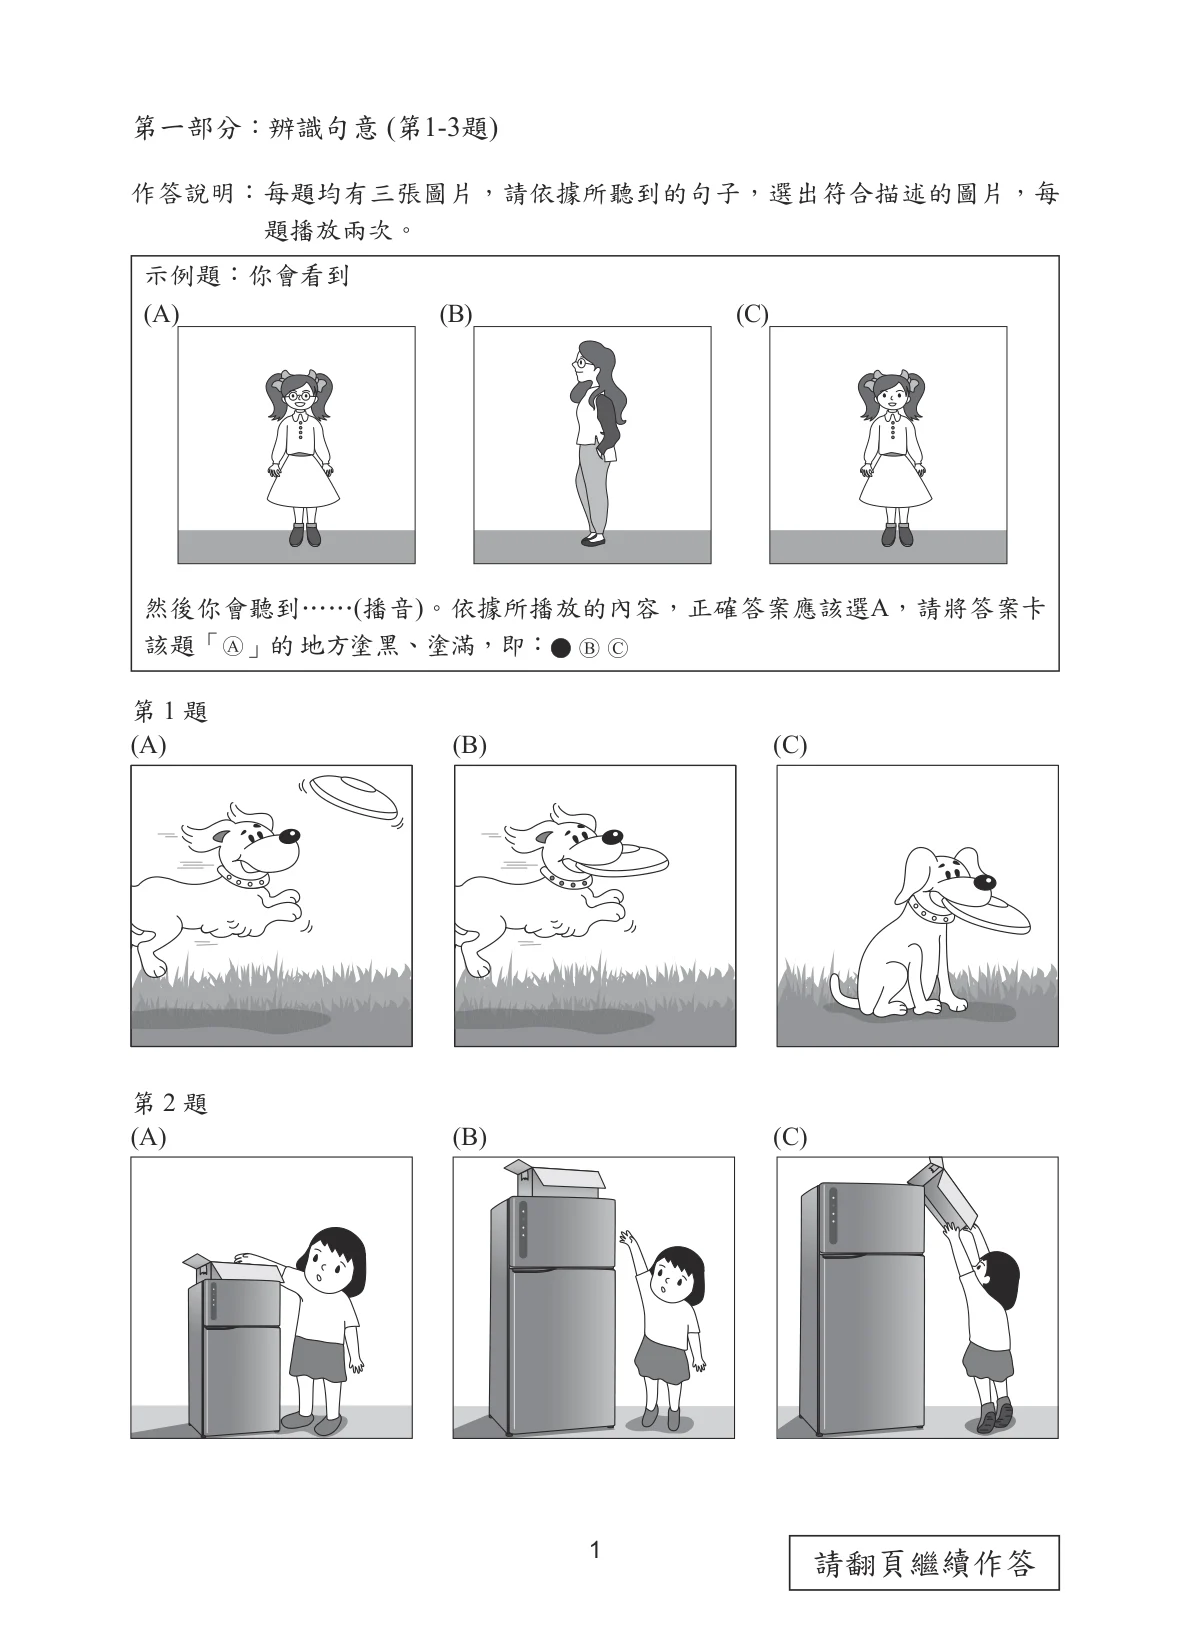 第一部分：辨識句意 (第1-3題)
作答說明：每題均有三張圖片，請依據所聽到的句子，選出符合描述的圖片，每
題播放兩次。
示例題：你會看到
(A) (B) (C)
然後你會聽到……(播音)。依據所播放的內容，正確答案應該選A，請將答案卡
該題「Ⓐ」的地方塗黑、塗滿，即：● Ⓑ Ⓒ
第 1 題
(A) (B) (C)
第 2 題
(A) (B) (C)
1
請翻頁繼續作答